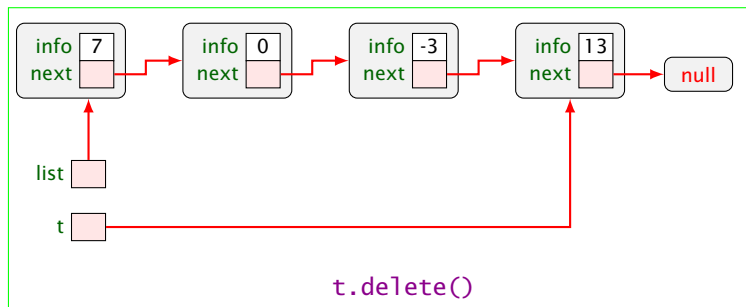 info 7 info 0 info -3 info 13
next next next next null
list
t
t.delete()